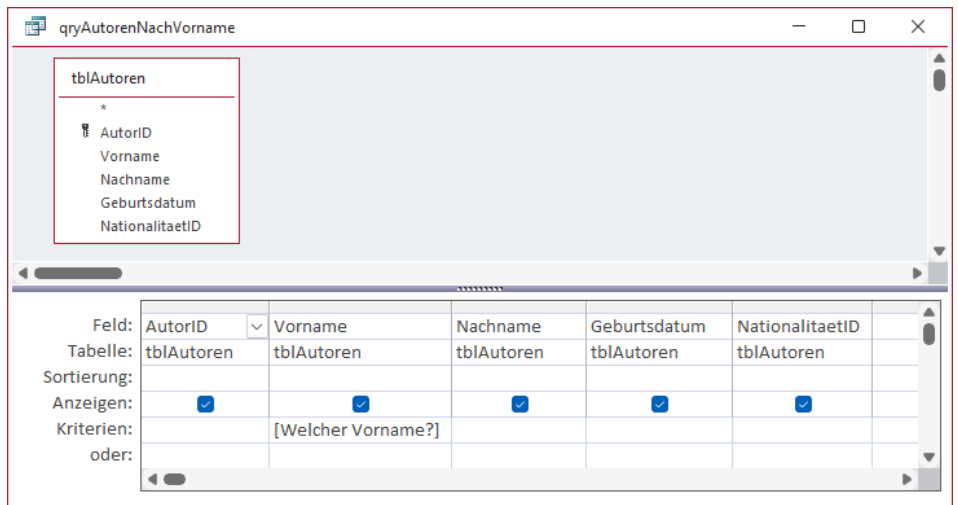 qryAutorenNachVorname
tblAutoren
*
AutorID
Vorname
Nachname
Geburtsdatum
NationalitaetID
Feld: AutorID Vorname Nachname Geburtsdatum NationalitaetID
Tabelle: tblAutoren tblAutoren tblAutoren tblAutoren tblAutoren
Sortierung:
Anzeigen:
Kriterien: [Welcher Vorname?]
oder: